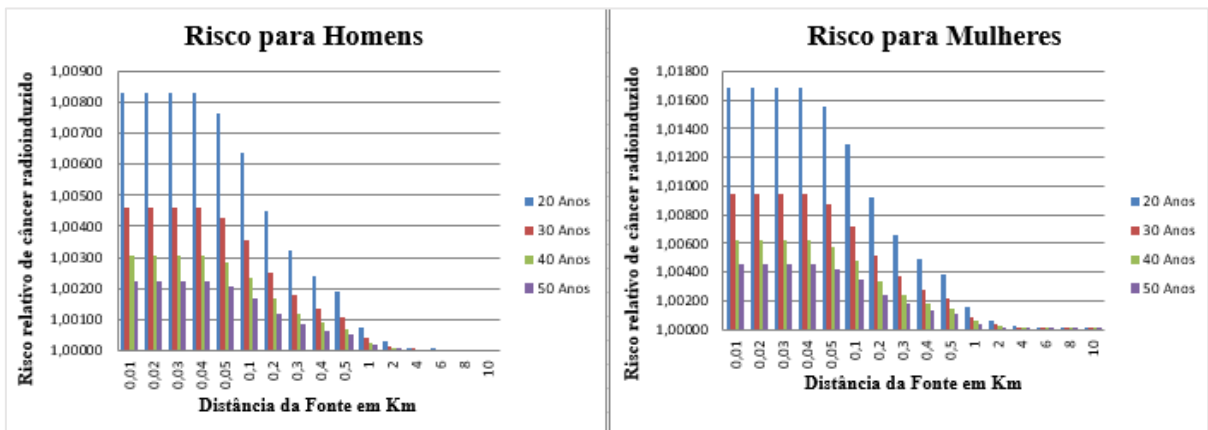 Risco para Homens
Risco relativo de câncer radioinduzido
1,00900
1,00800
1,00700
1,00600
1,00500
1,00400
1,00300
1,00200
1,00100
1,00000
0,01 0,02 0,03 0,04 0,05 0,1 0,2 0,3 0,4 0,5 1 2 4 6 8 10
Distância da Fonte em Km
20 Anos
30 Anos
40 Anos
50 Anos
Risco para Mulheres
Risco relativo de câncer radioinduzido
1,01800
1,01600
1,01400
1,01200
1,01000
1,00800
1,00600
1,00400
1,00200
1,00000
0,01 0,02 0,03 0,04 0,05 0,1 0,2 0,3 0,4 0,5 1 2 4 6 8 10
Distância da Fonte em Km
20 Anos
30 Anos
40 Anos
50 Anos